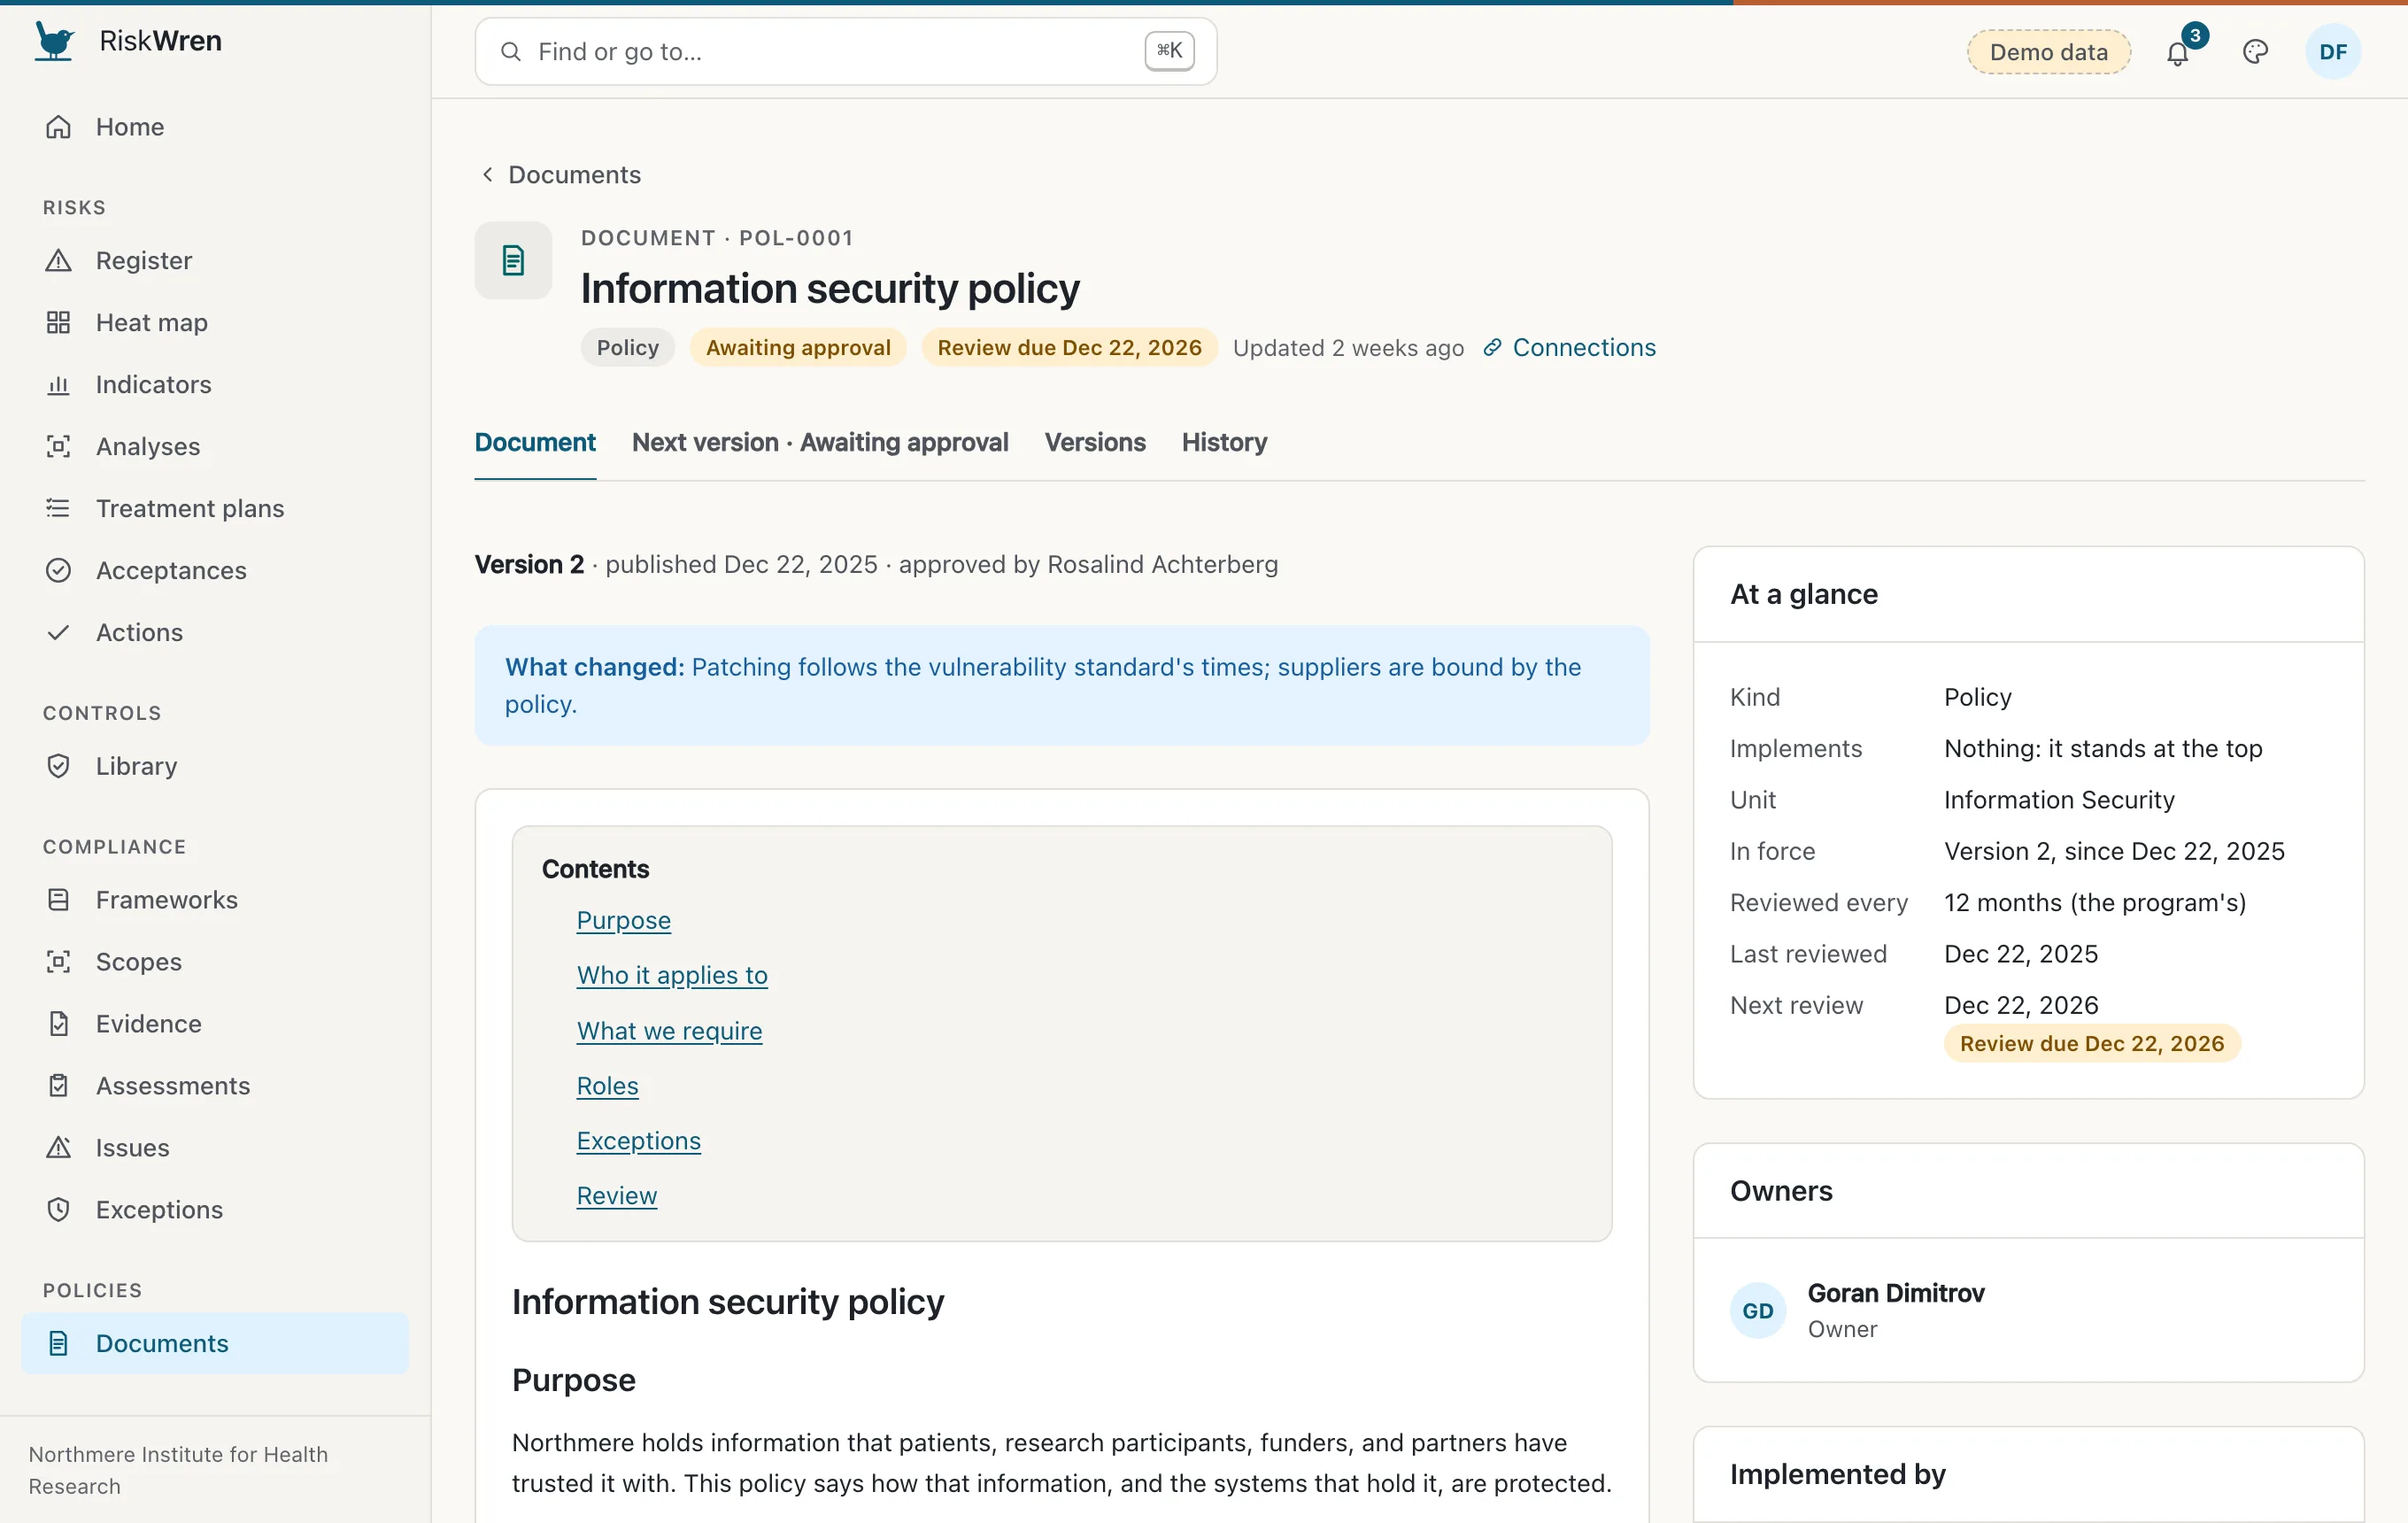 RiskWren
Find or go to...
⌘K
Demo data
3
DF
Home
RISKS
Register
Heat map
Indicators
Analyses
Treatment plans
Acceptances
Actions
CONTROLS
Library
COMPLIANCE
Frameworks
Scopes
Evidence
Assessments
Issues
Exceptions
POLICIES
Documents
Northmere Institute for Health
Research
Documents
DOCUMENT · POL-0001
Information security policy
Policy
Awaiting approval
Review due Dec 22, 2026
Updated 2 weeks ago
Connections
Document
Next version · Awaiting approval
Versions
History
Version 2 · published Dec 22, 2025 · approved by Rosalind Achterberg
What changed: Patching follows the vulnerability standard's times; suppliers are bound by the
policy.
Contents
Purpose
Who it applies to
What we require
Roles
Exceptions
Review
Information security policy
Purpose
Northmere holds information that patients, research participants, funders, and partners have
trusted it with. This policy says how that information, and the systems that hold it, are protected.
At a glance
Kind Policy
Implements Nothing: it stands at the top
Unit Information Security
In force Version 2, since Dec 22, 2025
Reviewed every 12 months (the program's)
Last reviewed Dec 22, 2025
Next review Dec 22, 2026
Review due Dec 22, 2026
Owners
GD
Goran Dimitrov
Owner
Implemented by